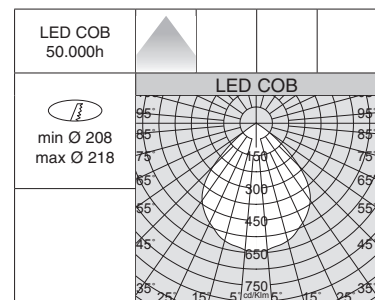 LED COB
50.000h
min Ø 208
max Ø 218
LED COB
95° 95°
85° 85°
75° 150 75°
65° 300 65°
55 450 55
45° 650 45°
35° 750 35°
25° 15° 5° cd/Klm 5° 15° 25°